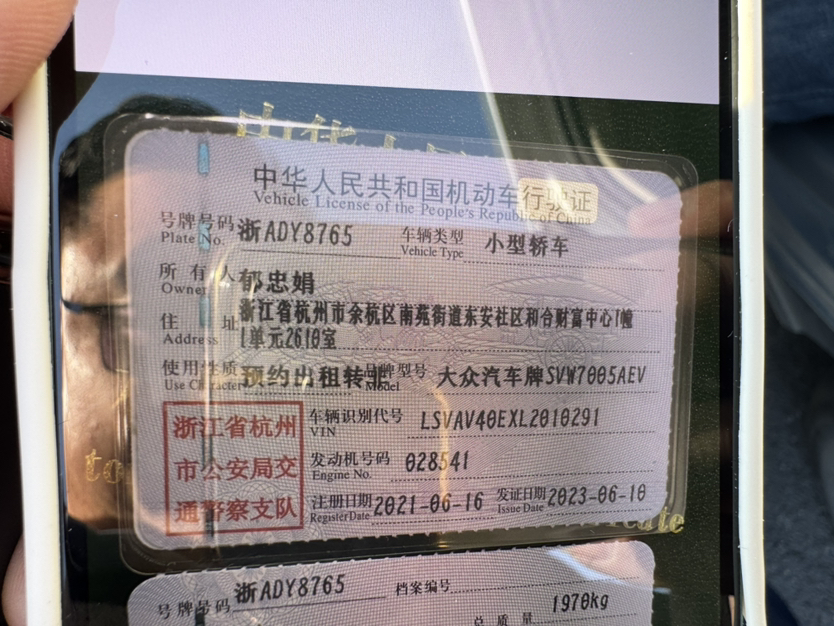 中华人民共和国机动车行驶证
Vehicle License of the People's Republic of China
号牌号码 浙ADY8765 车辆类型 小型轿车
Plate No. Vehicle Type
所有人 郁忠娟
Owner
住址 浙江省杭州市余杭区南苑街道东安社区和合财富中心1幢
Address 1单元2610室
使用性质 预约出租转非 品牌型号 大众汽车牌SVW7005AEV
Use Character Model
浙江省杭州
市公安局交
通警察支队
车辆识别代号 LSVAV40EXL2010291
VIN
发动机号码 028541
Engine No.
注册日期 2021-06-16 发证日期 2023-06-10
Register Date Issue Date
号牌号码 浙ADY8765 档案编号
总质量 1970kg